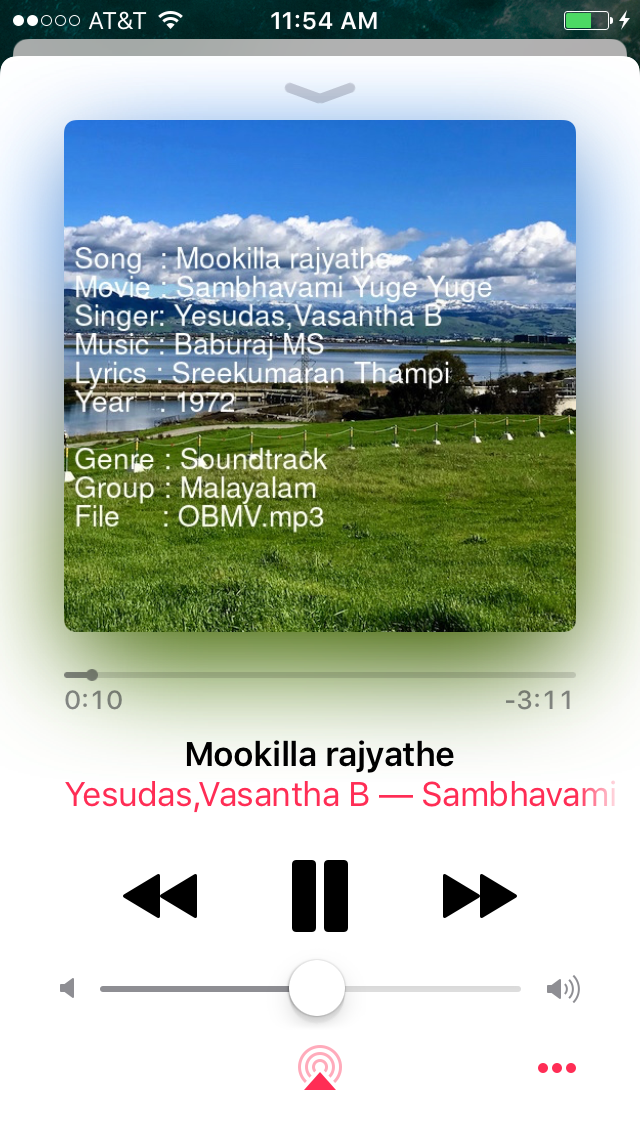 AT&T 11:54 AM
Song : Mookilla rajyathe
Movie : Sambhavami Yuge Yuge
Singer: Yesudas,Vasantha B
Music : Baburaj MS
Lyrics : Sreekumaran Thampi
Year : 1972
Genre : Soundtrack
Group : Malayalam
File : OBMV.mp3
0:10 -3:11
Mookilla rajyathe
Yesudas,Vasantha B — Sambhavami